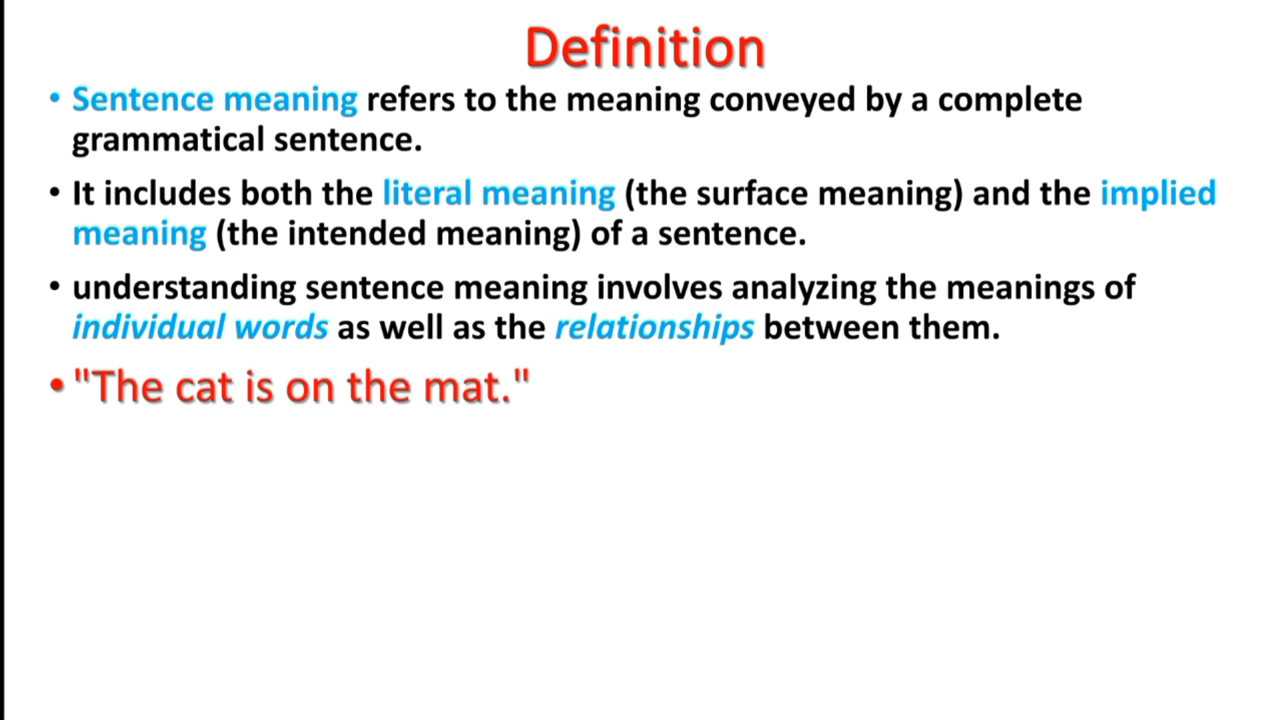 Definition
• Sentence meaning refers to the meaning conveyed by a complete
grammatical sentence.
• It includes both the literal meaning (the surface meaning) and the implied
meaning (the intended meaning) of a sentence.
• understanding sentence meaning involves analyzing the meanings of
individual words as well as the relationships between them.
• "The cat is on the mat."